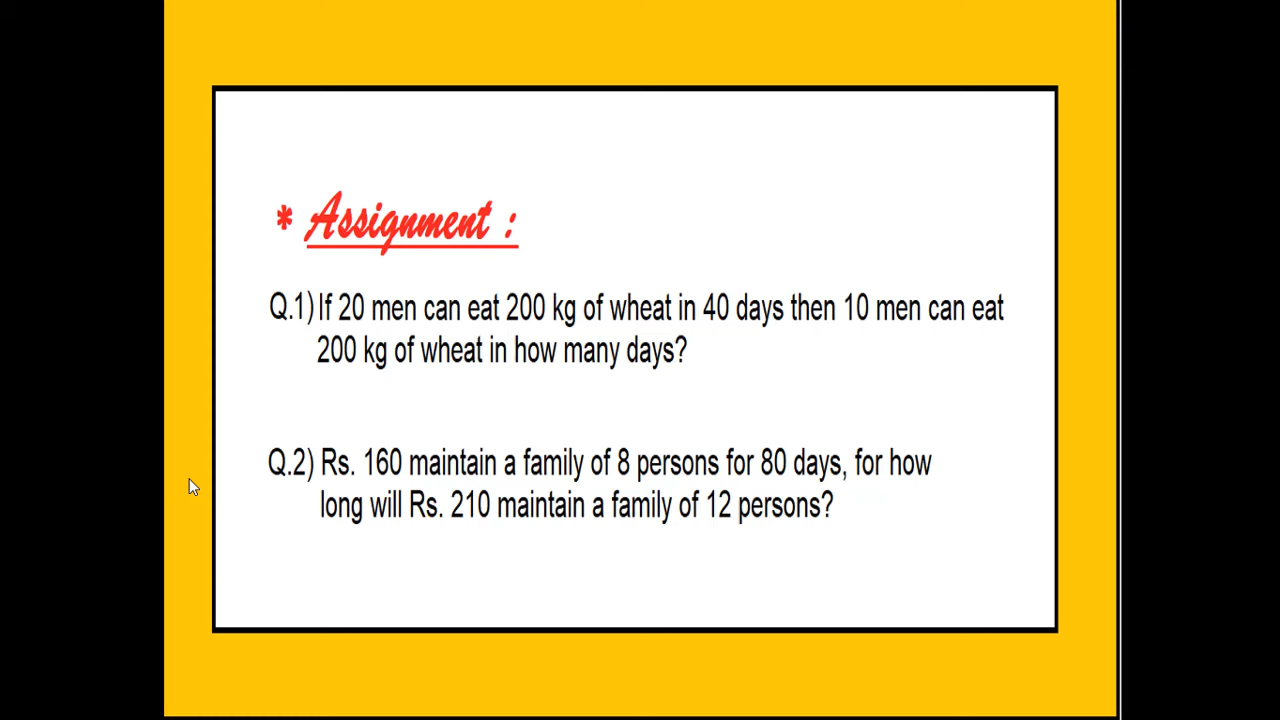 * Assignment :
Q.1) If 20 men can eat 200 kg of wheat in 40 days then 10 men can eat
200 kg of wheat in how many days?
Q.2) Rs. 160 maintain a family of 8 persons for 80 days, for how
long will Rs. 210 maintain a family of 12 persons?